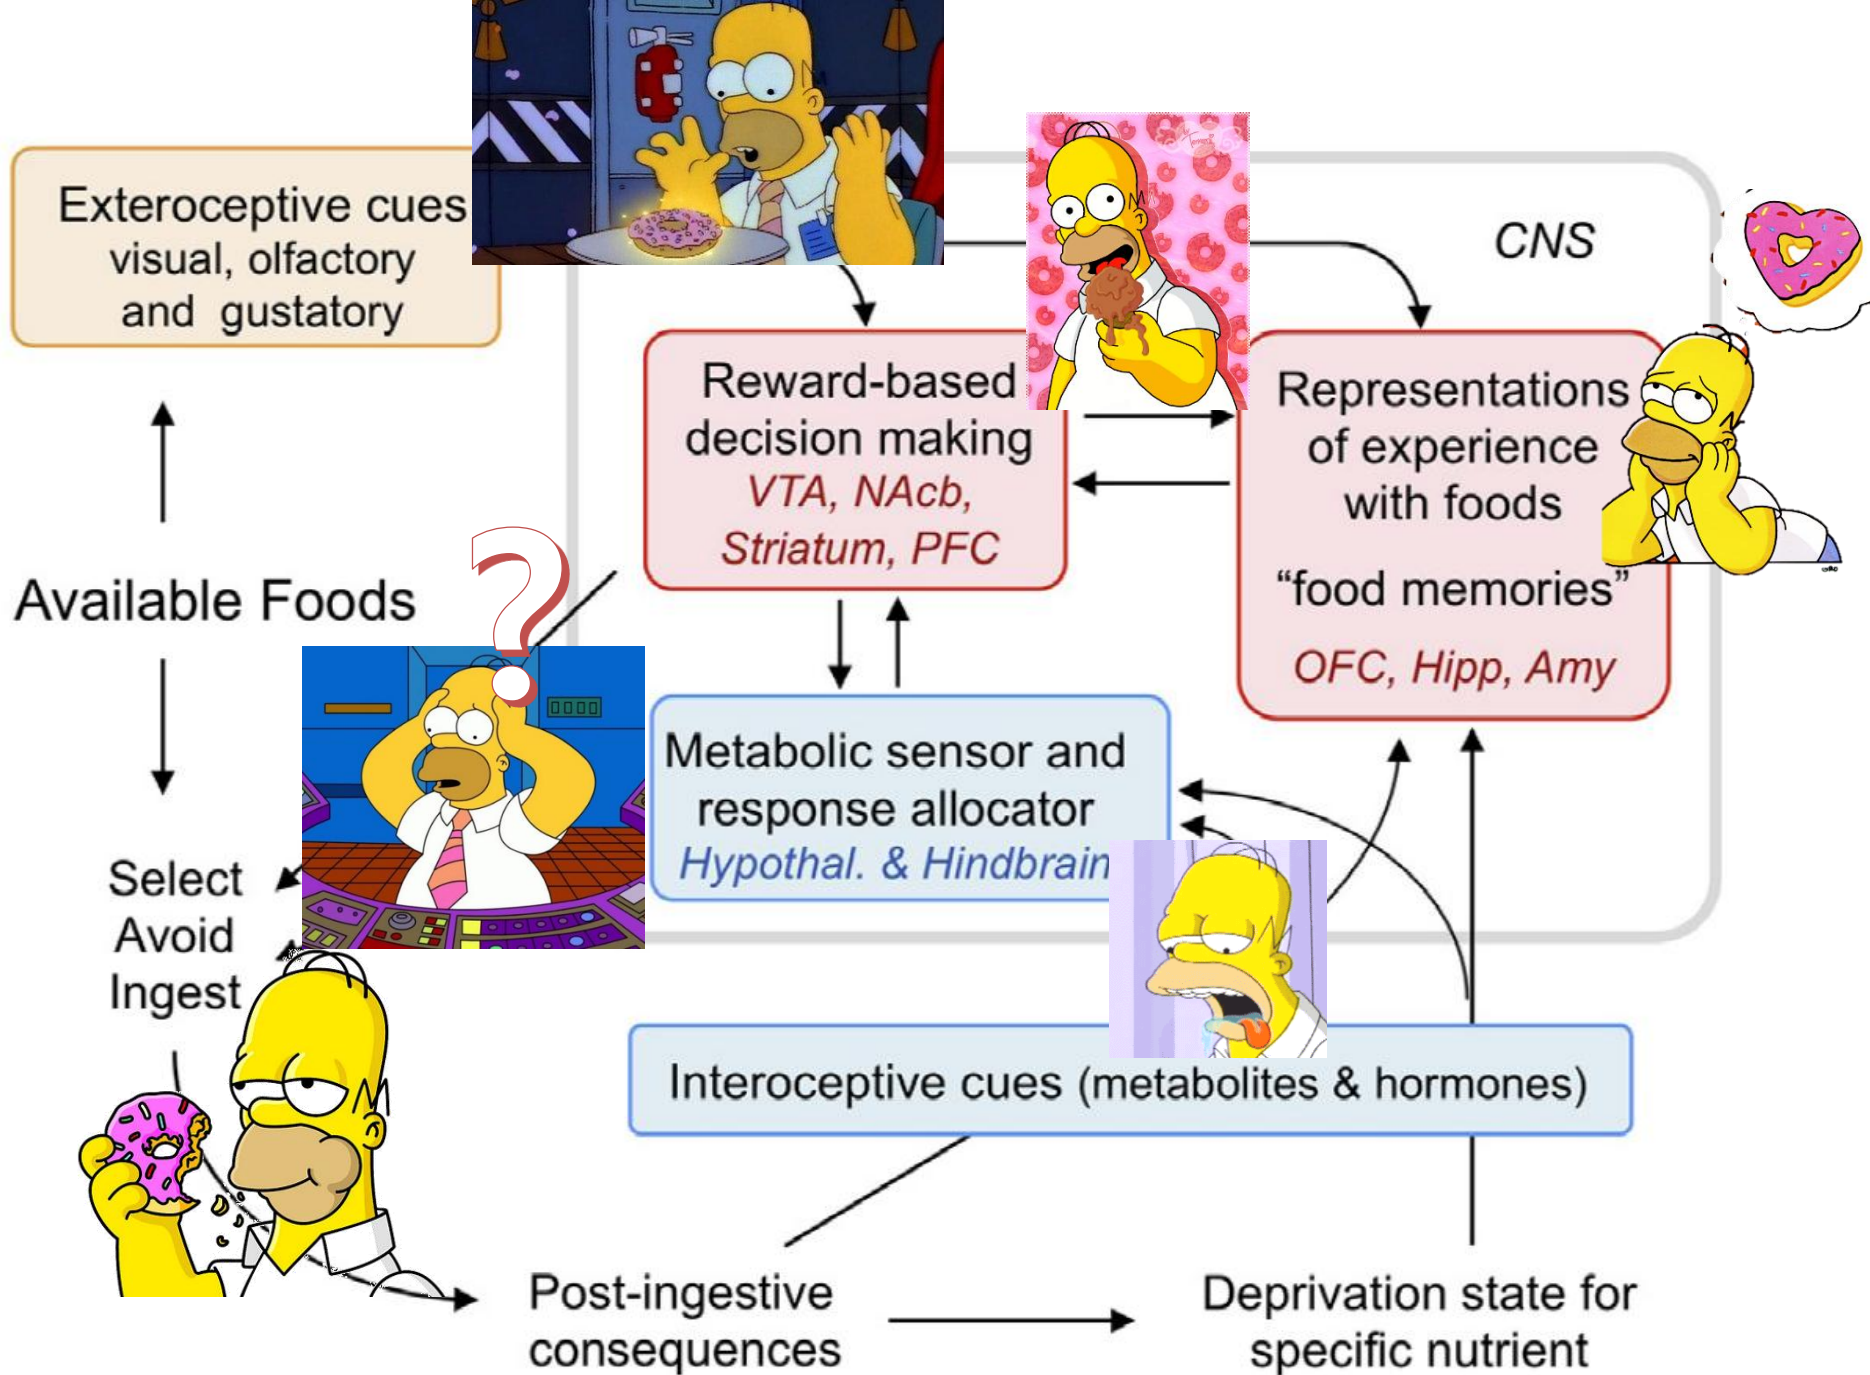 Exteroceptive cues
visual, olfactory
and gustatory
CNS
Reward-based
decision making
VTA, NAcb,
Striatum, PFC
Representations
of experience
with foods
“food memories”
OFC, Hipp, Amy
?
Available Foods
Metabolic sensor and
response allocator
Hypothal. & Hindbrain
Select
Avoid
Ingest
Interoceptive cues (metabolites & hormones)
Post-ingestive
consequences
Deprivation state for
specific nutrient